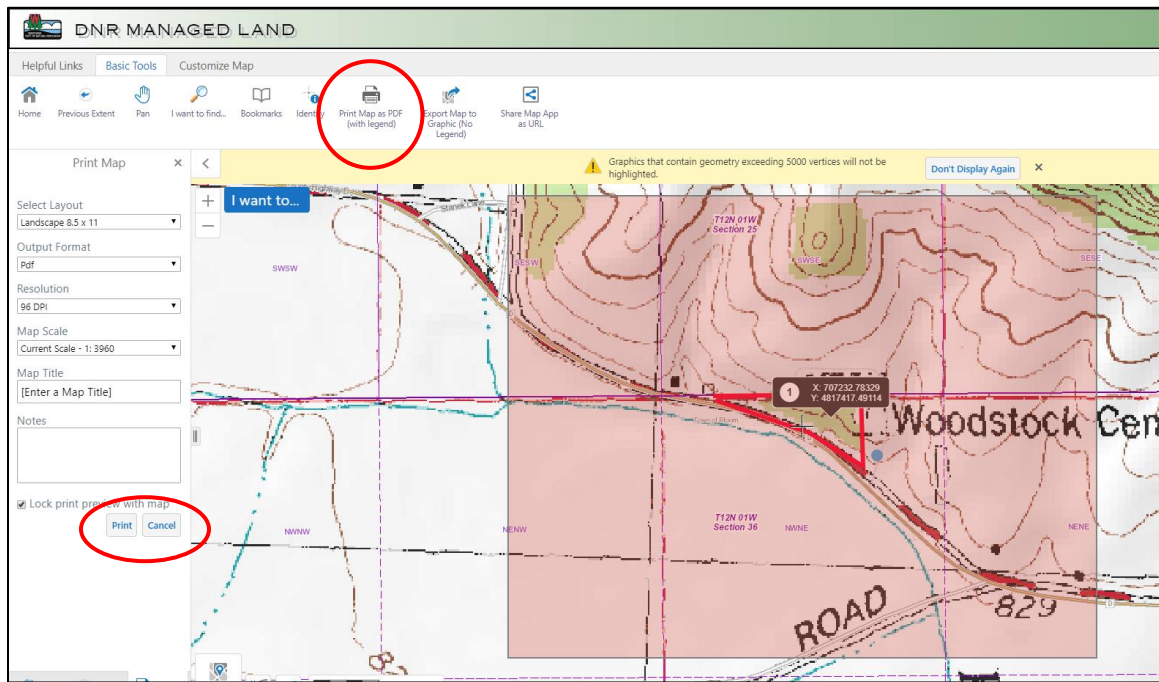 DNR MANAGED LAND
Helpful Links Basic Tools Customize Map
Home Previous Extent Pan I want to find... Bookmarks Identify Print Map as PDF
(with legend) Export Map to
Graphic (No
Legend) Share Map App
as URL
Print Map
Graphics that contain geometry exceeding 5000 vertices will not be
highlighted.
Don't Display Again
I want to...
Select Layout
Landscape 8.5 x 11
Output Format
Pdf
Resolution
96 DPI
Map Scale
Current Scale - 1: 3960
Map Title
[Enter a Map Title]
Notes
Lock print preview with map
Print Cancel
T12N 01W
Section 25
SWSW
SESW
SWSE
SESE
1
X: 707232.78329
Y: 4817417.49114
Woodstock Cem
Town of Bloom
T12N 01W
Section 36
NWNW
NENW
NWNE
NENE
ROAD
829
D